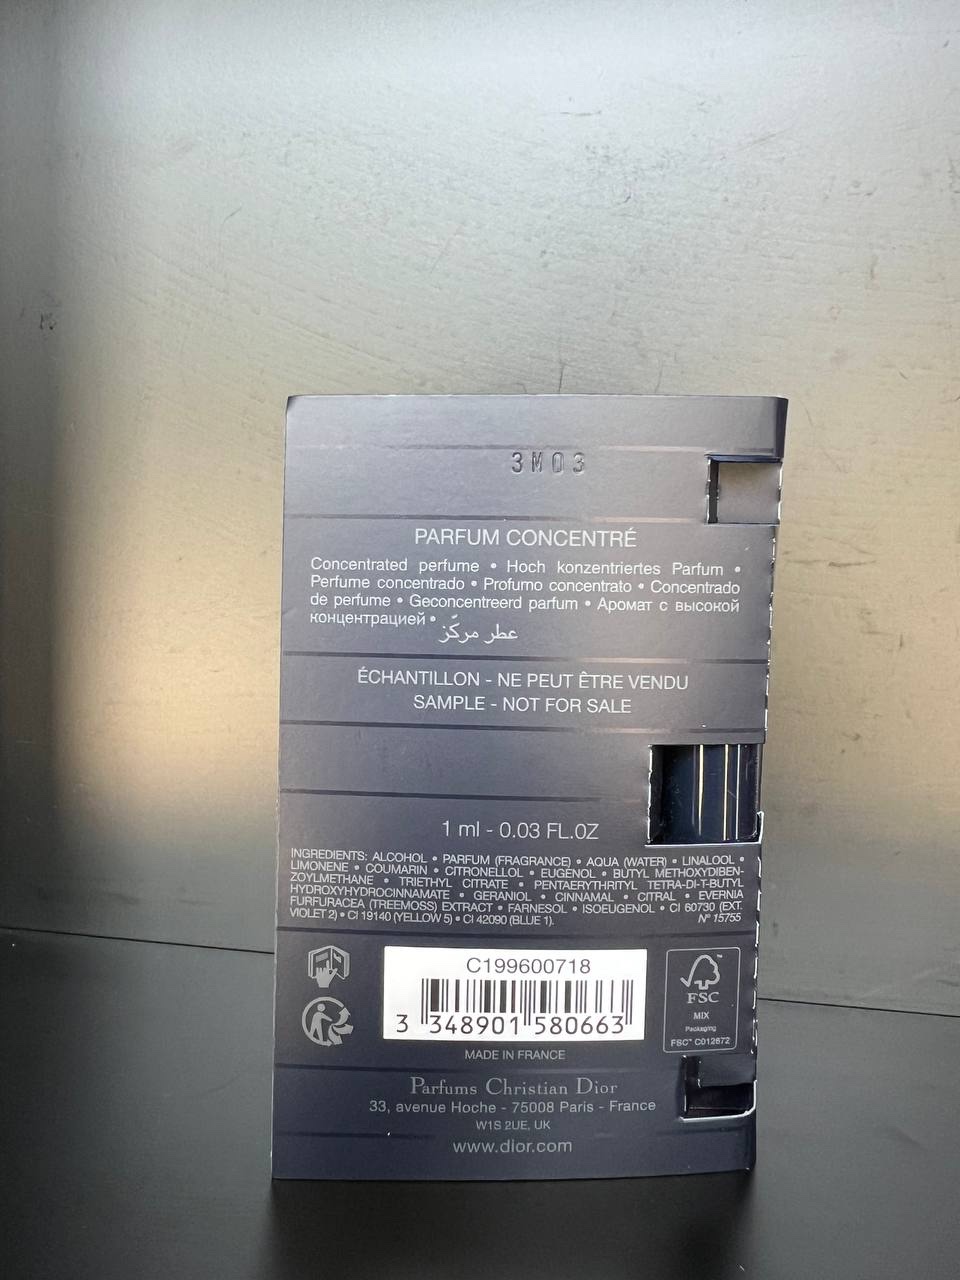 3M03
PARFUM CONCENTRÉ
Concentrated perfume • Hoch konzentriertes Parfum •
Perfume concentrado • Profumo concentrato • Concentrado
de perfume • Geconcentreerd parfum • Аромат с высокой
концентрацией • عطر مركّز
ÉCHANTILLON - NE PEUT ÊTRE VENDU
SAMPLE - NOT FOR SALE
1 ml - 0.03 FL.OZ
INGREDIENTS: ALCOHOL • PARFUM (FRAGRANCE) • AQUA (WATER) • LINALOOL •
LIMONENE • COUMARIN • CITRONELLOL • EUGENOL • BUTYL METHOXYDIBEN-
ZOYLMETHANE • TRIETHYL CITRATE • PENTAERYTHRITYL TETRA-DI-T-BUTYL
HYDROXYHYDROCINNAMATE • GERANIOL • CINNAMAL • CITRAL • EVERNIA
FURFURACEA (TREEMOSS) EXTRACT • FARNESOL • ISOEUGENOL • CI 60730 (EXT.
VIOLET 2) • CI 19140 (YELLOW 5) • CI 42090 (BLUE 1). N° 15755
C199600718
3 348901 580663
FSC
MIX
Packaging
FSC™ C012672
MADE IN FRANCE
Parfums Christian Dior
33, avenue Hoche - 75008 Paris - France
W1S 2UE, UK
www.dior.com